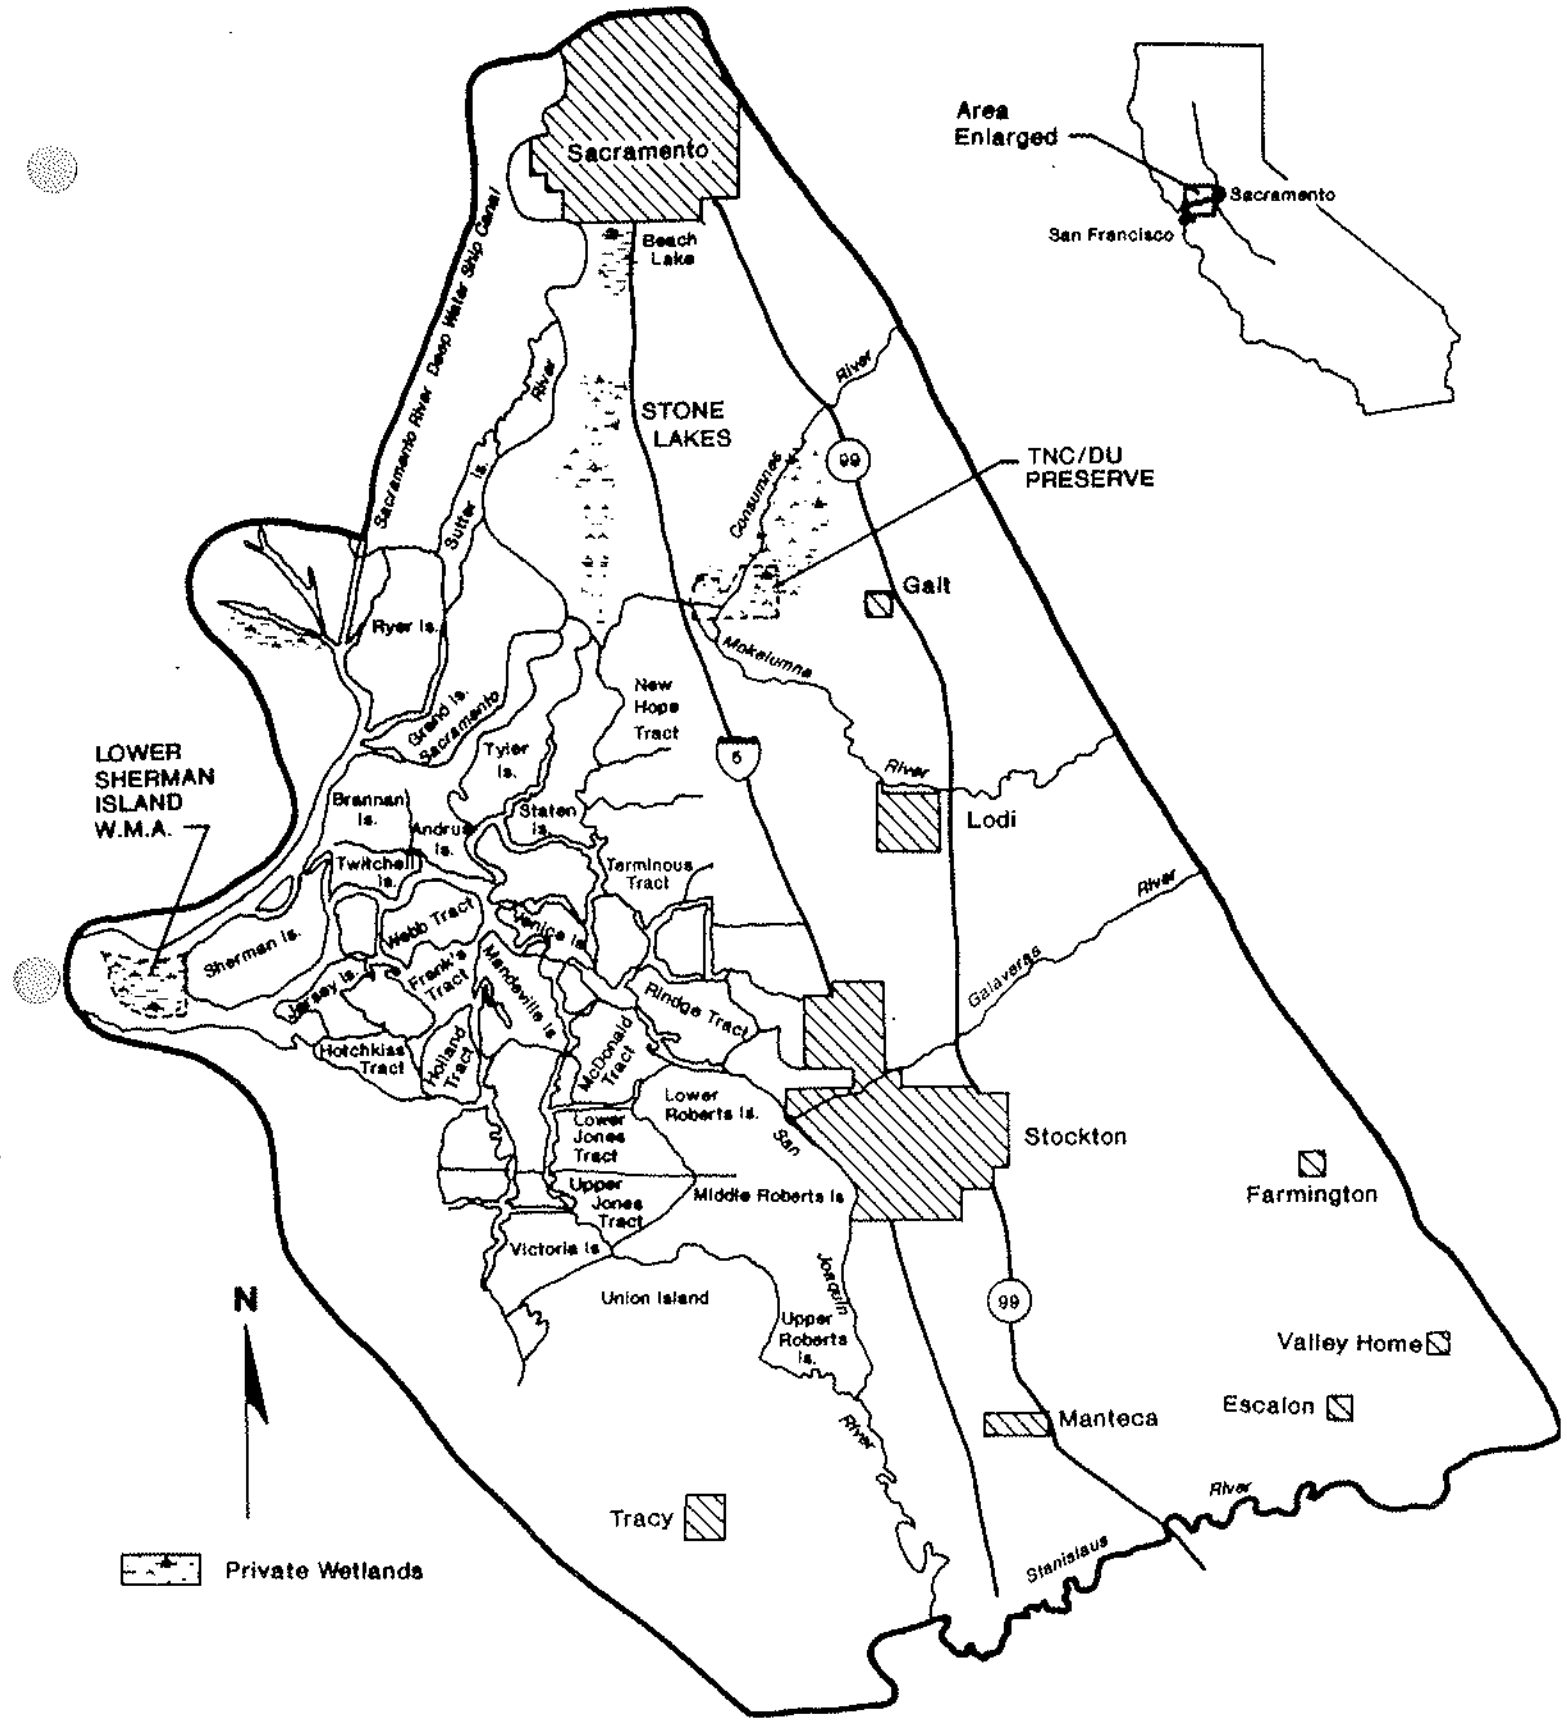 Area
Enlarged
Sacramento
San Francisco
Sacramento
Beach
Lake
Sacramento River Deep Water Ship Canal
River
River
STONE
LAKES
99
TNC/DU
PRESERVE
Consumnes
Sutter Is.
Galt
Ryer Is.
Mokelumne
New
Hope
Tract
Grand Is.
Sacramento
Tyler
Is.
5
LOWER
SHERMAN
ISLAND
W.M.A.
River
Brannan
Is.
Andrus
Is.
Staten
Is.
Lodi
Twitchell
Is.
Terminous
Tract
River
Webb Tract
Venice Is.
Sherman Is.
Jersey Is.
Frank's
Tract
Mandeville Is.
Rindge Tract
Calaveras
Hotchkiss
Tract
Holland
Tract
McDonald
Tract
Lower
Roberts Is.
Lower
Jones
Tract
San
Stockton
Farmington
Upper
Jones
Tract
Middle Roberts Is
Victoria Is
Joaquin
Union Island
N
99
Upper
Roberts
Is.
Valley Home
Escalon
Manteca
River
River
Tracy
Stanislaus
Private Wetlands